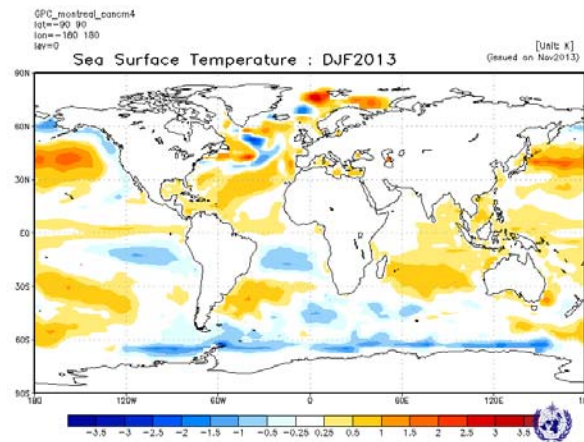 GPC_montreal_cancm4
lat=-90 90
lon=-180 180
lev=0
[Unit: K]
Sea Surface Temperature : DJF2013
(issued on Nov2013)
90N
60N
30N
EQ
30S
60S
90S
180 120W 60W 0 60E 120E 180
-3.5 -3 -2.5 -2 -1.5 -1 -0.5 -0.25 0.25 0.5 1 1.5 2 2.5 3 3.5